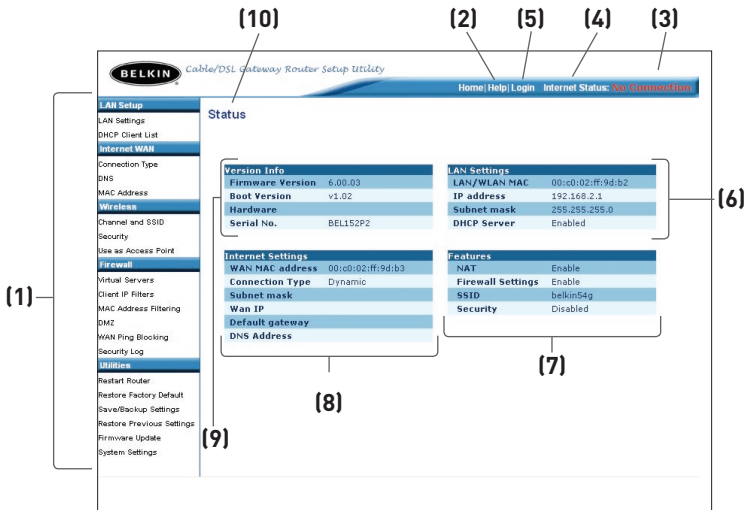 (10) (2) (5) (4) (3)
BELKIN Cable/DSL Gateway Router Setup Utility
Home|Help|Login Internet Status: No Connection
LAN Setup
LAN Settings
DHCP Client List
Internet WAN
Connection Type
DNS
MAC Address
Wireless
Channel and SSID
Security
Use as Access Point
Firewall
Virtual Servers
Client IP Filters
MAC Address Filtering
DMZ
WAN Ping Blocking
Security Log
Utilities
Restart Router
Restore Factory Default
Save/Backup Settings
Restore Previous Settings
Firmware Update
System Settings
(1)
Status
Version Info
Firmware Version 6.00.03
Boot Version v1.02
Hardware
Serial No. BEL152P2
(9)
LAN Settings
LAN/WLAN MAC 00:c0:02:ff:9d:b2
IP address 192.168.2.1
Subnet mask 255.255.255.0
DHCP Server Enabled
(6)
Internet Settings
WAN MAC address 00:c0:02:ff:9d:b3
Connection Type Dynamic
Subnet mask
Wan IP
Default gateway
DNS Address
(8)
Features
NAT Enable
Firewall Settings Enable
SSID belkin54g
Security Disabled
(7)